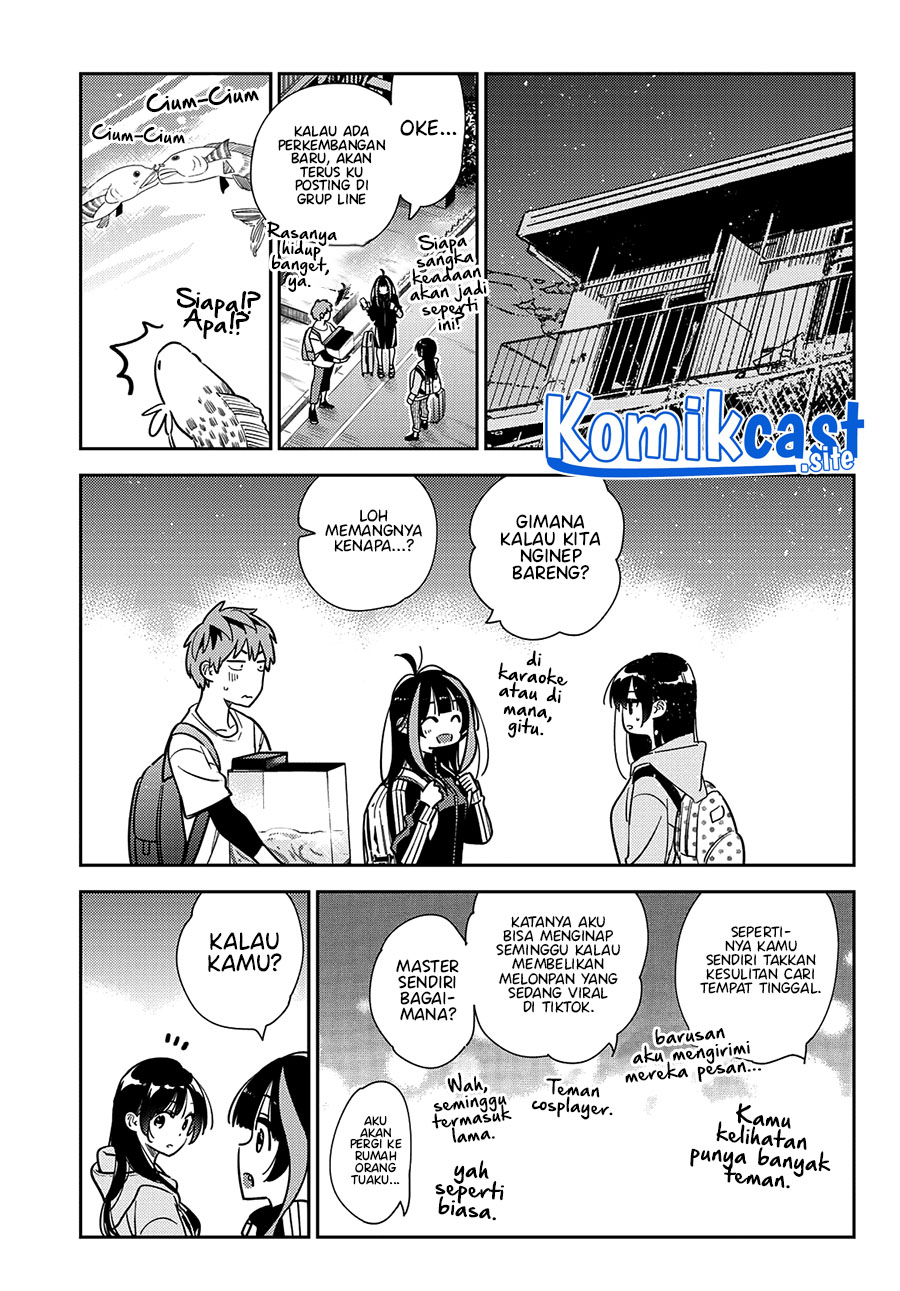 OKE...
KALAU ADA
PERKEMBANGAN
BARU, AKAN
TERUS KU
POSTING DI
GRUP LINE
Siapa
sangka
keadaan
akan jadi
seperti
ini?
Rasanya
hidup
banget,
ya.
Cium-Cium
Cium-Cium
Siapa!?
Apa!?
Komikcast
.site
GIMANA
KALAU KITA
NGINEP
BARENG?
di
karaoke
atau di
mana,
gitu.
LOH
MEMANGNYA
KENAPA...?
SEPERTI-
NYA KAMU
SENDIRI TAKKAN
KESULITAN CARI
TEMPAT TINGGAL.
Kamu
kelihatan
punya banyak
teman.
barusan
aku mengirimi
mereka pesan...
KATANYA AKU
BISA MENGINAP
SEMINGGU KALAU
MEMBELIKAN
MELONPAN YANG
SEDANG VIRAL
DI TIKTOK.
Teman
cosplayer.
MASTER
SENDIRI
BAGAI-
MANA?
Wah,
seminggu
termasuk
lama.
yah
seperti
biasa.
AKU
AKAN
PERGI KE
RUMAH
ORANG
TUAKU...
KALAU
KAMU?